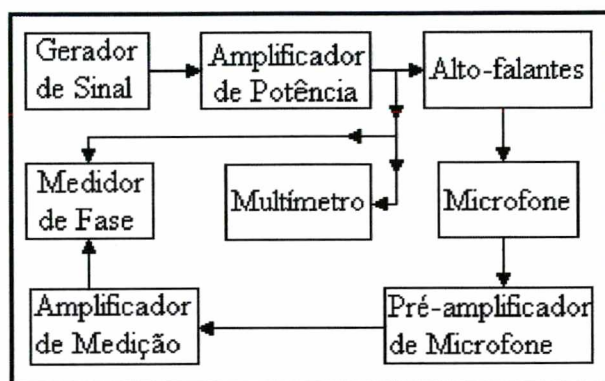 Gerador
de Sinal
Amplificador
de Potência
Alto-falantes
Medidor
de Fase
Multímetro
Microfone
Amplificador
de Medição
Pré-amplificador
de Microfone